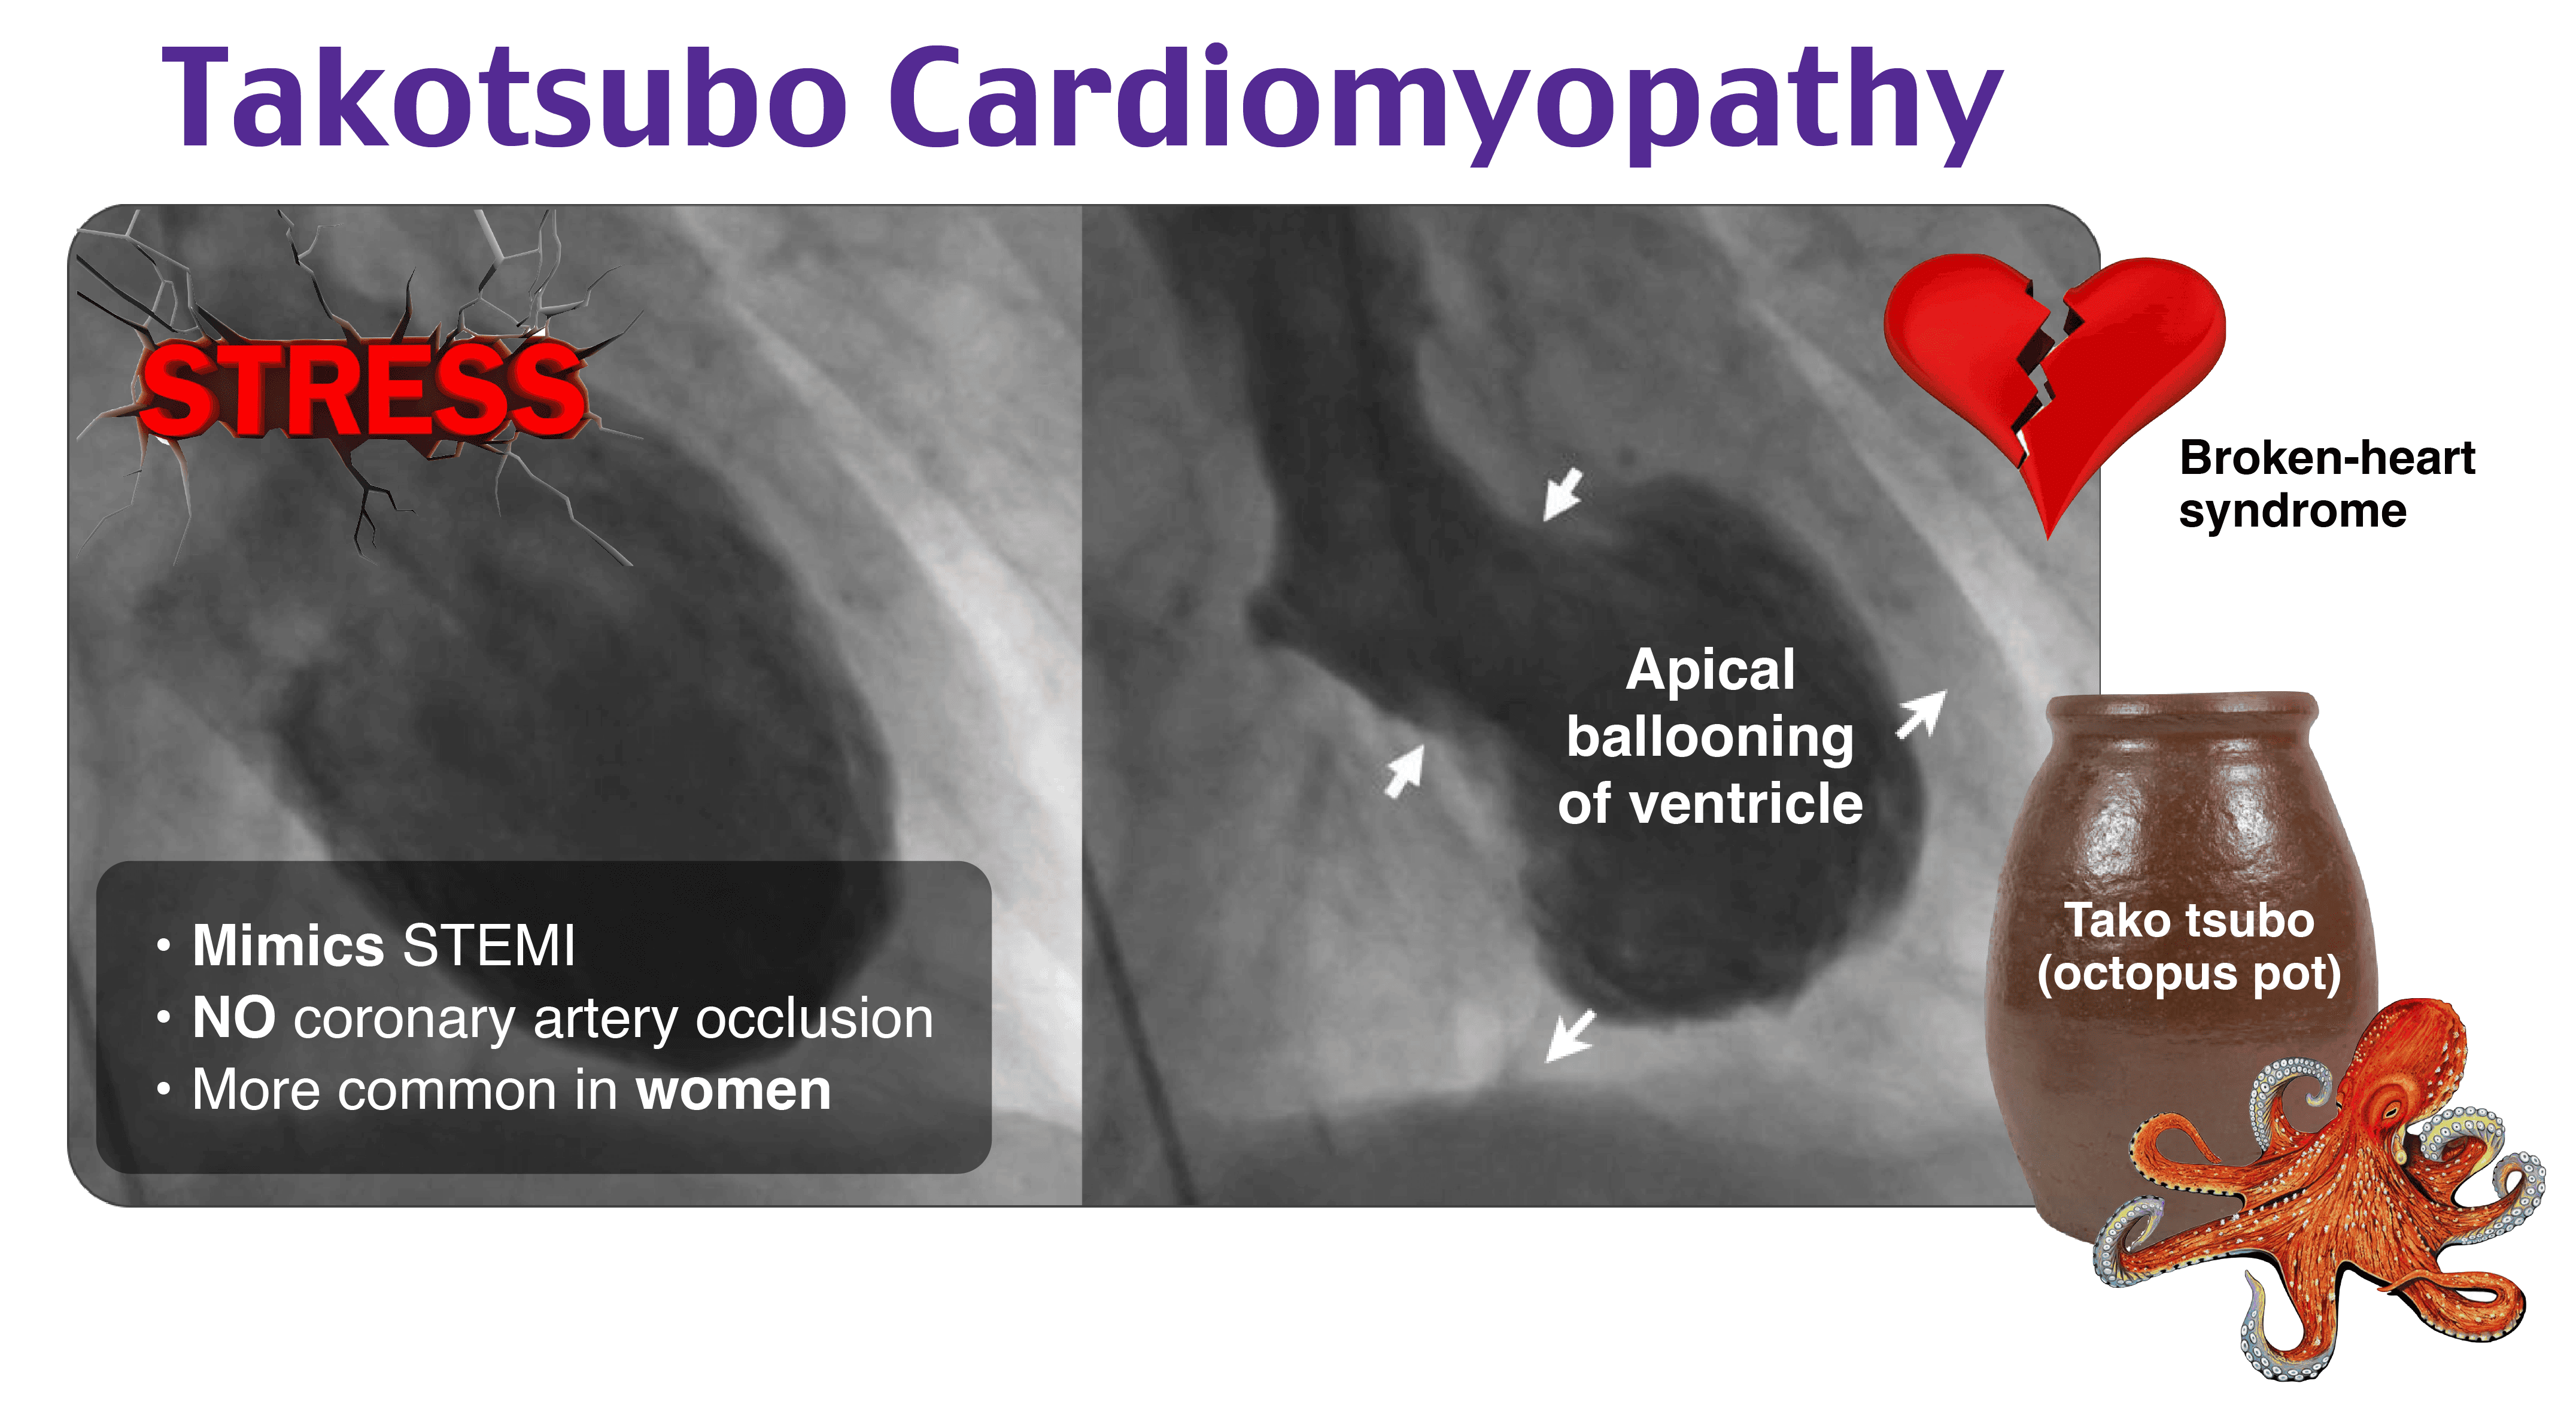 Takotsubo Cardiomyopathy
STRESS
Broken-heart
syndrome
Apical
ballooning
of ventricle
• Mimics STEMI
• NO coronary artery occlusion
• More common in women
Tako tsubo
(octopus pot)